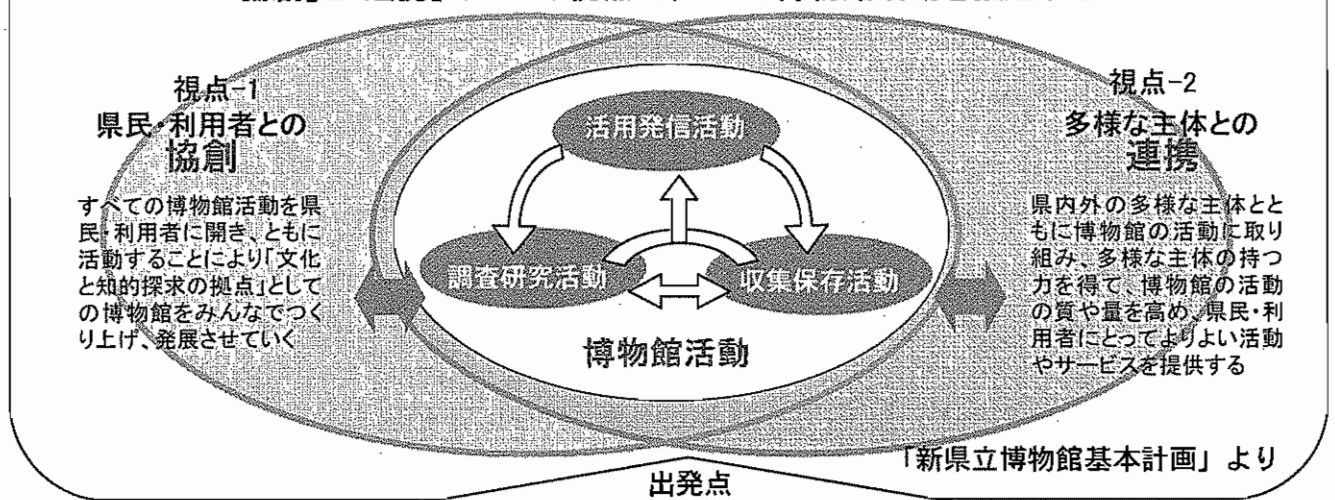 視点-1
県民・利用者との
協創
すべての博物館活動を県
民・利用者に開き、ともに
活動することにより「文化
と知的探求の拠点」として
の博物館をみんなでつく
り上げ、発展させていく
活用発信活動
調査研究活動
収集保存活動
博物館活動
視点-2
多様な主体との
連携
県内外の多様な主体とと
もに博物館の活動に取り
組み、多様な主体の持つ
力を得て、博物館の活動
の質や量を高め、県民・利
用者にとってよりよい活動
やサービスを提供する
「新県立博物館基本計画」より
出発点